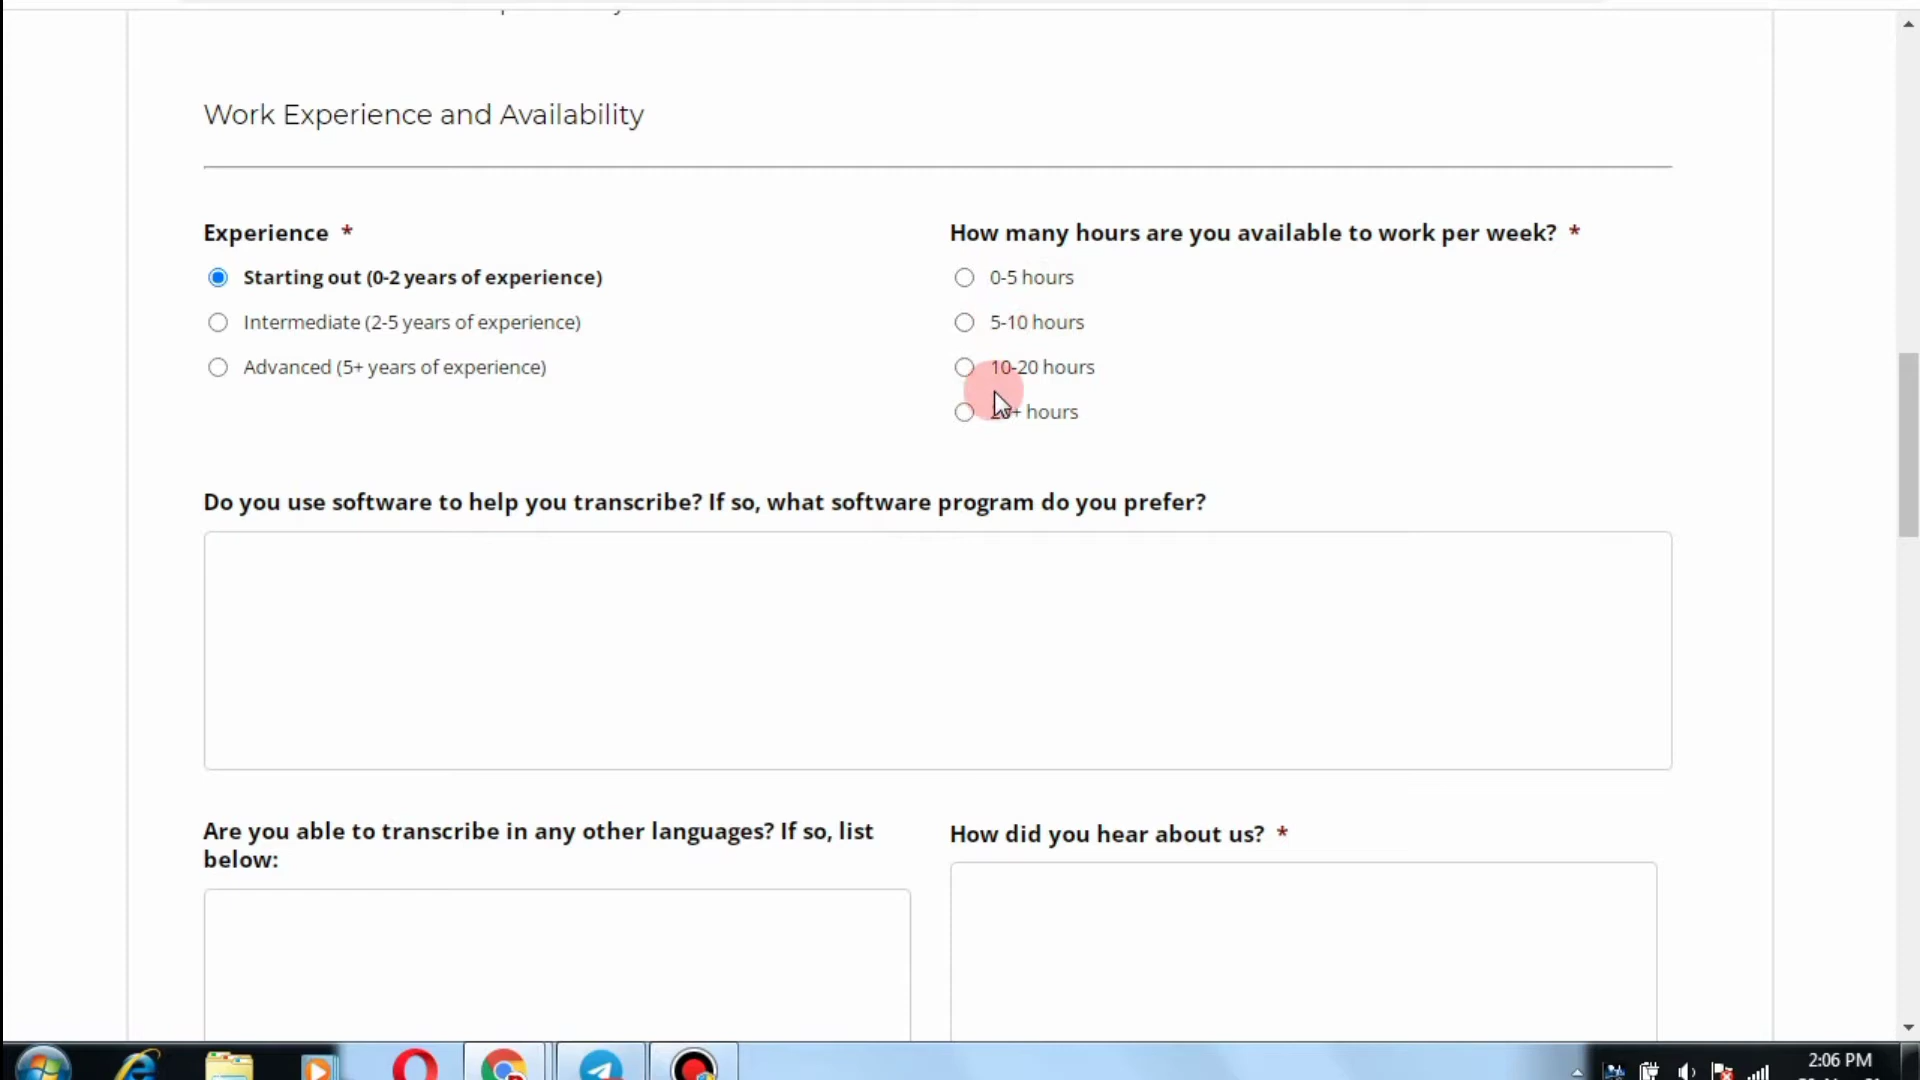 Work Experience and Availability
Experience *
Starting out (0-2 years of experience)
Intermediate (2-5 years of experience)
Advanced (5+ years of experience)
How many hours are you available to work per week? *
0-5 hours
5-10 hours
10-20 hours
hours
Do you use software to help you transcribe? If so, what software program do you prefer?
Are you able to transcribe in any other languages? If so, list
below:
How did you hear about us? *
2:06 PM